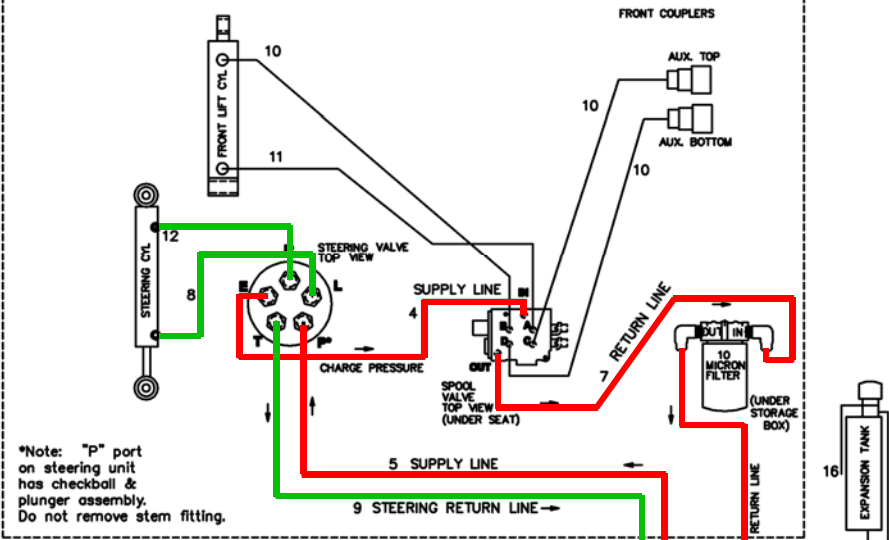 FRONT COUPLERS
10
AUX. TOP
FRONT LIFT CYL
10
11
AUX. BOTTOM
10
12
STEERING VALVE
TOP VIEW
STEERING CYL
8
E
L
SUPPLY LINE
IN
4
RETURN LINE
B
A
D
C
T
P*
OUT
OUT
IN
CHARGE PRESSURE
7
10
MICRON
FILTER
SPOOL
VALVE
TOP VIEW
(UNDER SEAT)
(UNDER
STORAGE
BOX)
*Note: "P" port
on steering unit
has checkball &
plunger assembly.
Do not remove stem fitting.
5 SUPPLY LINE
9 STEERING RETURN LINE
RETURN LINE
16
EXPANSION TANK